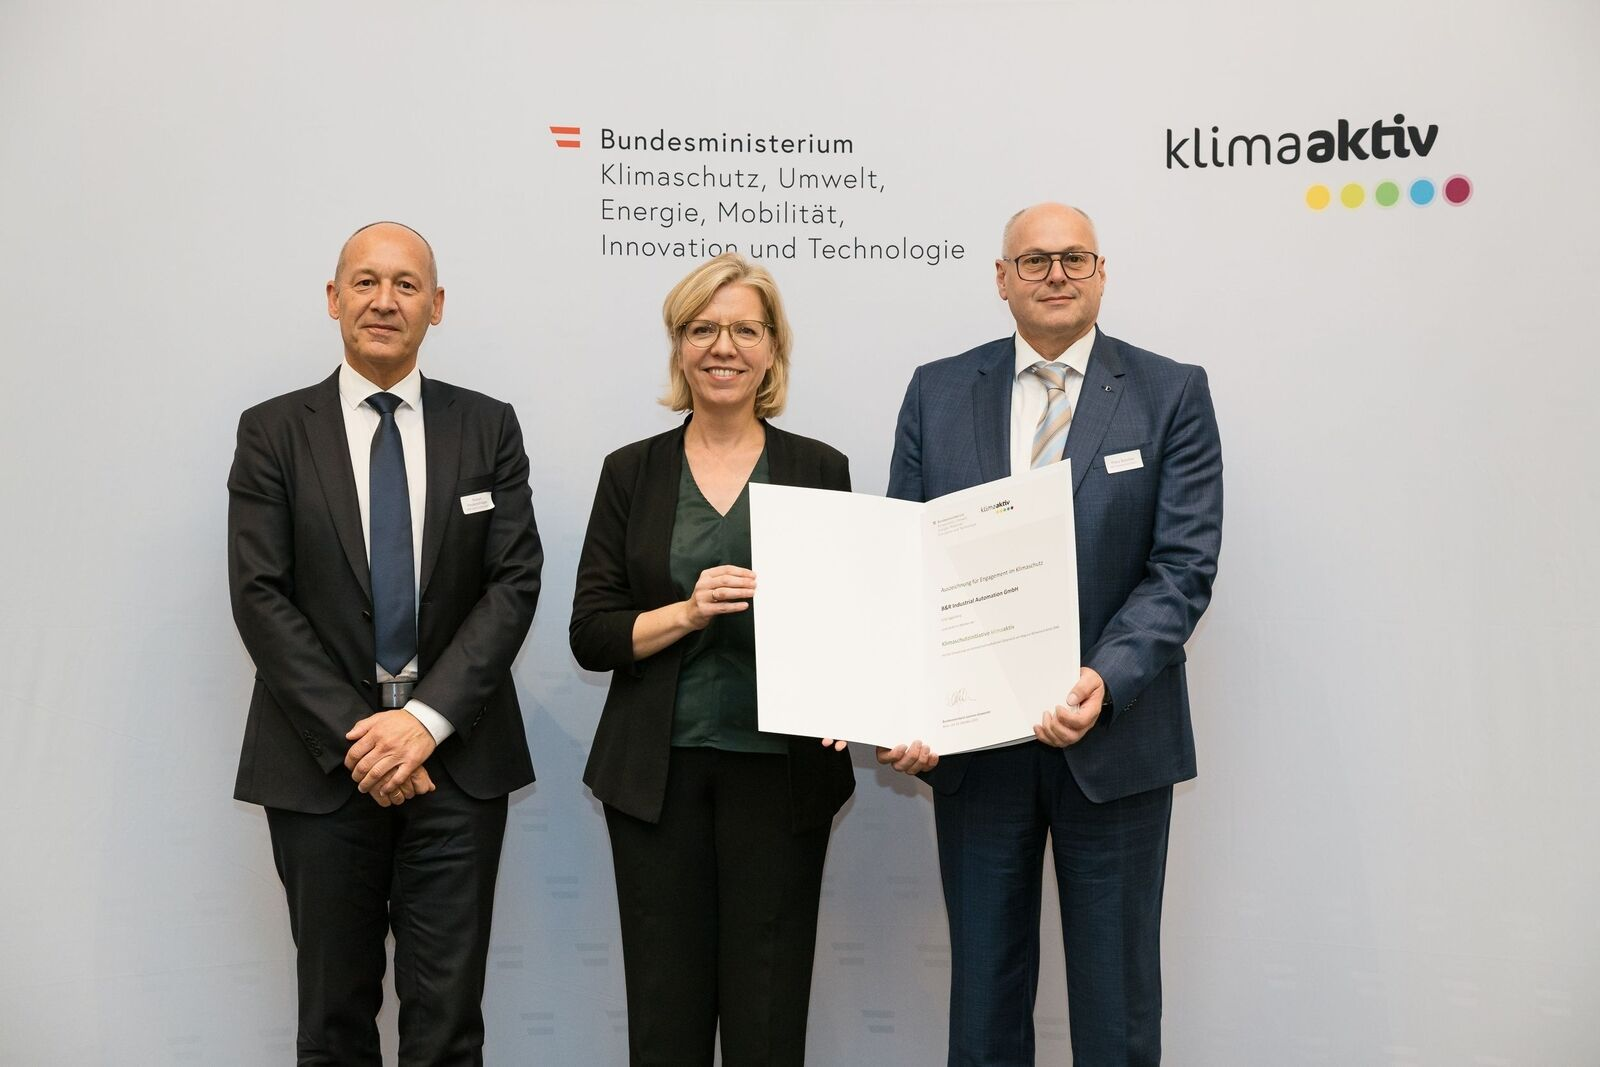 Bundesministerium
Klimaschutz, Umwelt,
Energie, Mobilität,
Innovation und Technologie
klimaaktiv
klimaaktiv
Auszeichnung für Engagement im Klimaschutz
B&R Industrial Automation GmbH
Klimaschutzinitiative klimaaktiv